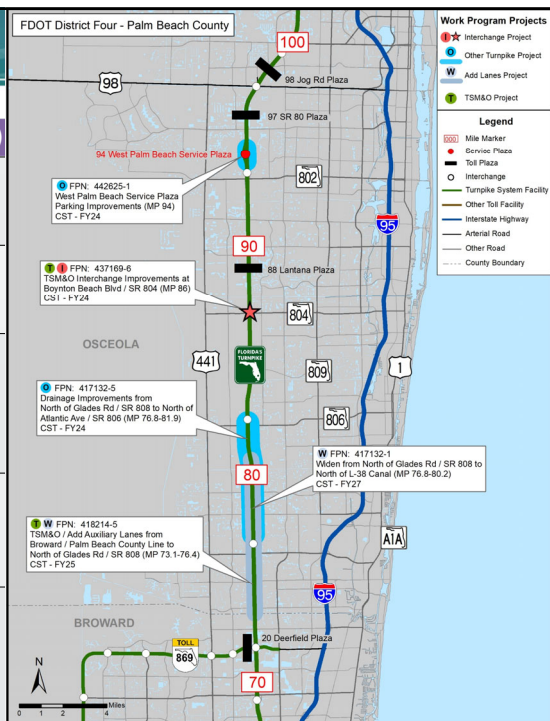 FDOT District Four - Palm Beach County
Work Program Projects
I Interchange Project
O Other Turnpike Project
W Add Lanes Project
T TSM&O Project
Legend
000 Mile Marker
Service Plaza
Toll Plaza
Interchange
Turnpike System Facility
Other Toll Facility
Interstate Highway
Arterial Road
Other Road
County Boundary
100
98 Jog Rd Plaza
98
97 SR 80 Plaza
94 West Palm Beach Service Plaza
802
O FPN: 442625-1
West Palm Beach Service Plaza
Parking Improvements (MP 94)
CST - FY24
95
90
88 Lantana Plaza
T I FPN: 437169-6
TSM&O Interchange Improvements at
Boynton Beach Blvd / SR 804 (MP 86)
CST - FY24
804
OSCEOLA
441
FLORIDA'S
TURNPIKE
809
1
O FPN: 417132-5
Drainage Improvements from
North of Glades Rd / SR 808 to North of
Atlantic Ave / SR 806 (MP 76.8-81.9)
CST - FY24
806
W FPN: 417132-1
Widen from North of Glades Rd / SR 808 to
North of L-38 Canal (MP 76.8-80.2)
CST - FY27
80
T W FPN: 418214-5
TSM&O / Add Auxiliary Lanes from
Broward / Palm Beach County Line to
North of Glades Rd / SR 808 (MP 73.1-76.4)
CST - FY25
A1A
95
BROWARD
TOLL
869
20 Deerfield Plaza
70
N
Miles
0 2 4